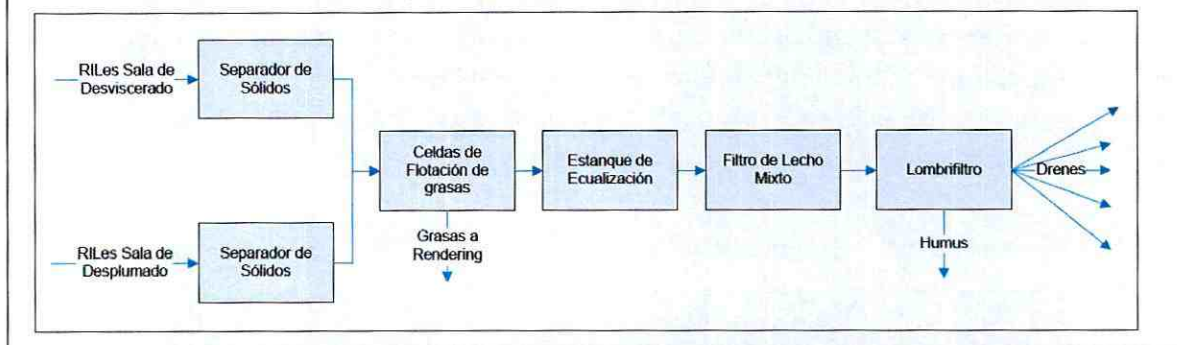 RILes Sala de
Desviscerado
Separador de
Sólidos
Celdas de
Flotación de
grasas
Estanque de
Ecualización
Filtro de Lecho
Mixto
Lombrifiltro
Drenes
Grasas a
Rendering
Humus
RILes Sala de
Desplumado
Separador de
Sólidos